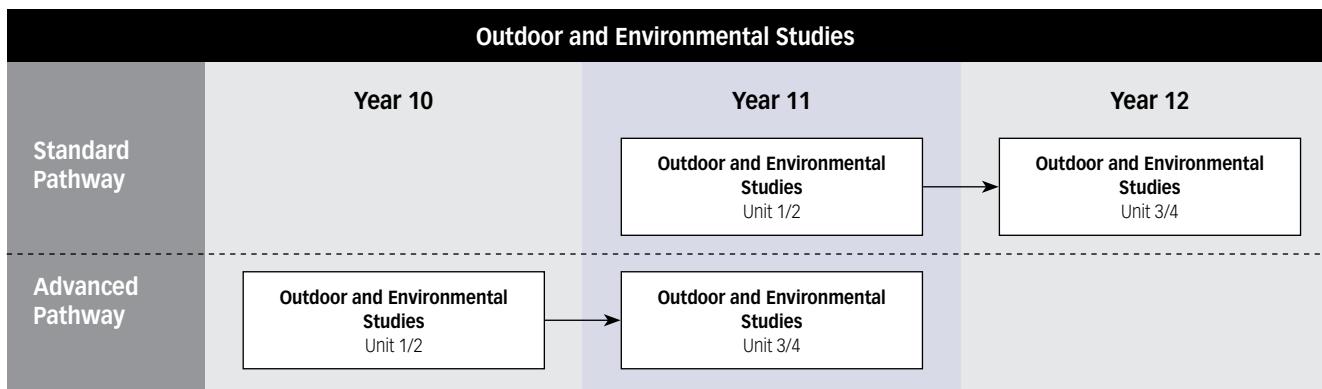 Outdoor and Environmental Studies
Year 10
Year 11
Year 12
Standard
Pathway
Outdoor and Environmental
Studies
Unit 1/2
Outdoor and Environmental
Studies
Unit 3/4
Advanced
Pathway
Outdoor and Environmental
Studies
Unit 1/2
Outdoor and Environmental
Studies
Unit 3/4